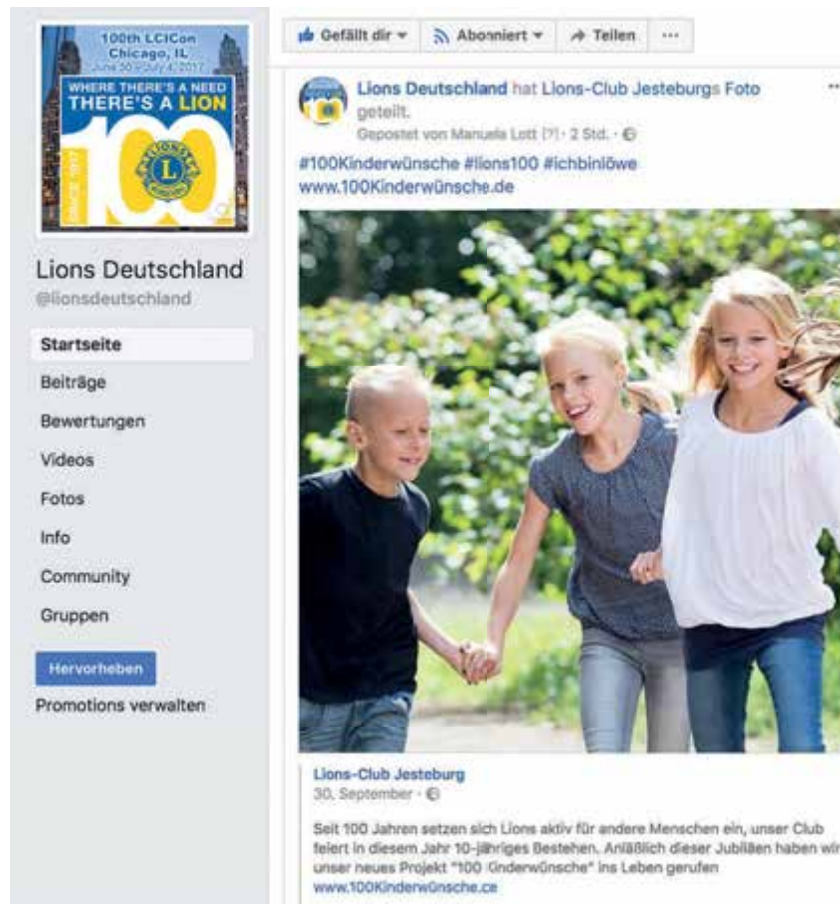 100th LCICon
Chicago, IL
June 30 - July 4, 2017
WHERE THERE'S A NEED
THERE'S A LION
100
SINCE 1917
LIONS
L
Lions Deutschland
@lionsdeutschland
Startseite
Beiträge
Bewertungen
Videos
Fotos
Info
Community
Gruppen
Hervorheben
Promotions verwalten
Gefällt dir
Abonniert
Teilen
Lions Deutschland hat Lions-Club Jesteburgs Foto
geteilt.
Gepostet von Manuela Lott [?] · 2 Std. ·
#100Kinderwünsche #lions100 #ichbinlöwe
www.100Kinderwünsche.de
Lions-Club Jesteburg
30. September ·
Seit 100 Jahren setzen sich Lions aktiv für andere Menschen ein, unser Club
feiert in diesem Jahr 10-jähriges Bestehen. Anläßlich dieser Jubiläen haben wir
unser neues Projekt "100 Kinderwünsche" ins Leben gerufen
www.100Kinderwünsche.de